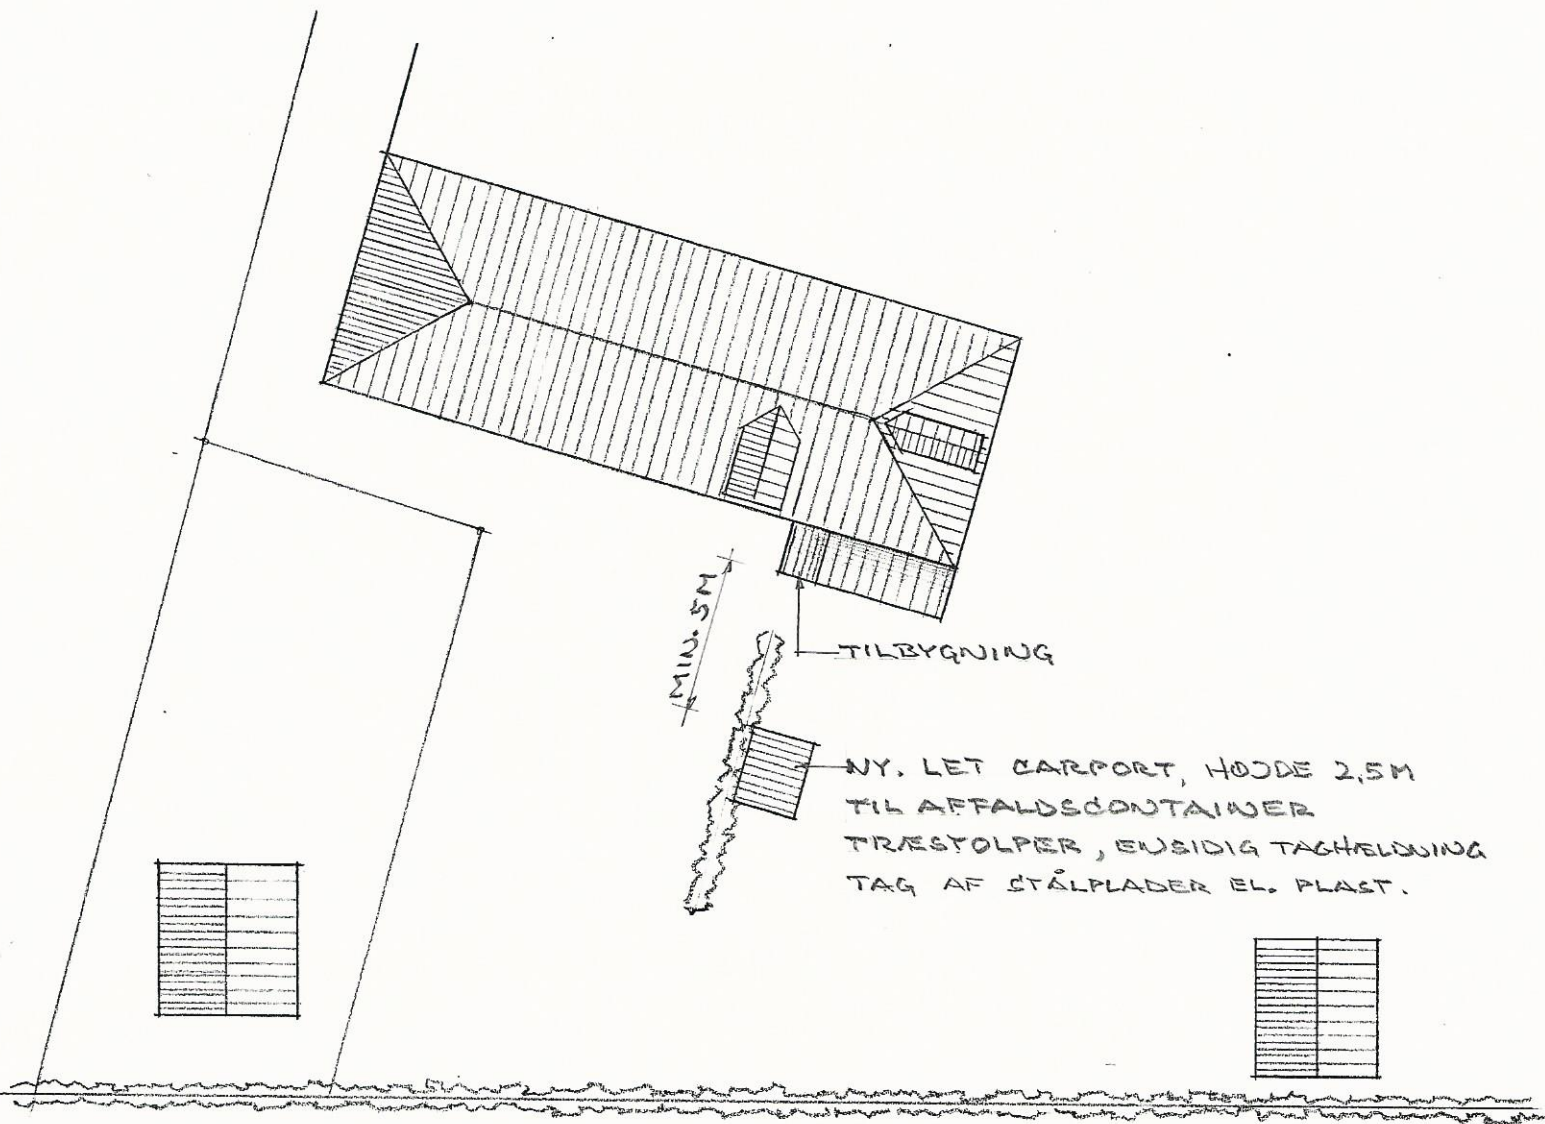 MIN. 5M
TILBYGNING
NY. LET CARPORT, HØJDE 2,5M
TIL AFFALDSCONTAINER
TRÆSTOLPER, ENSIDIG TAGHÆLDNING
TAG AF STÅLPLADER EL. PLAST.